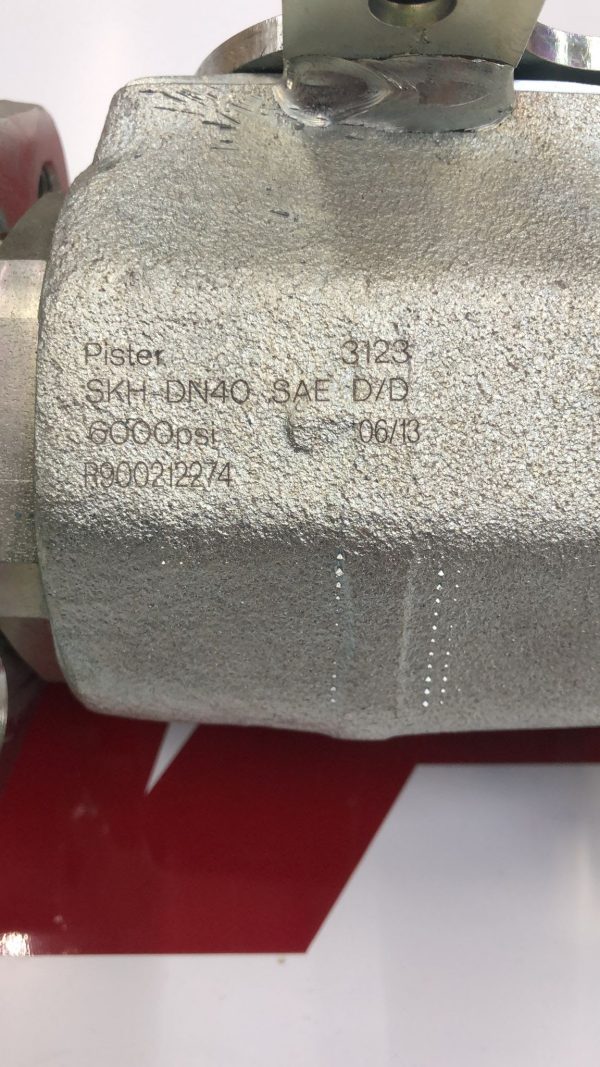 Pister 3123
SKH-DN40 SAE D/D
6000psi 06/13
R900212274